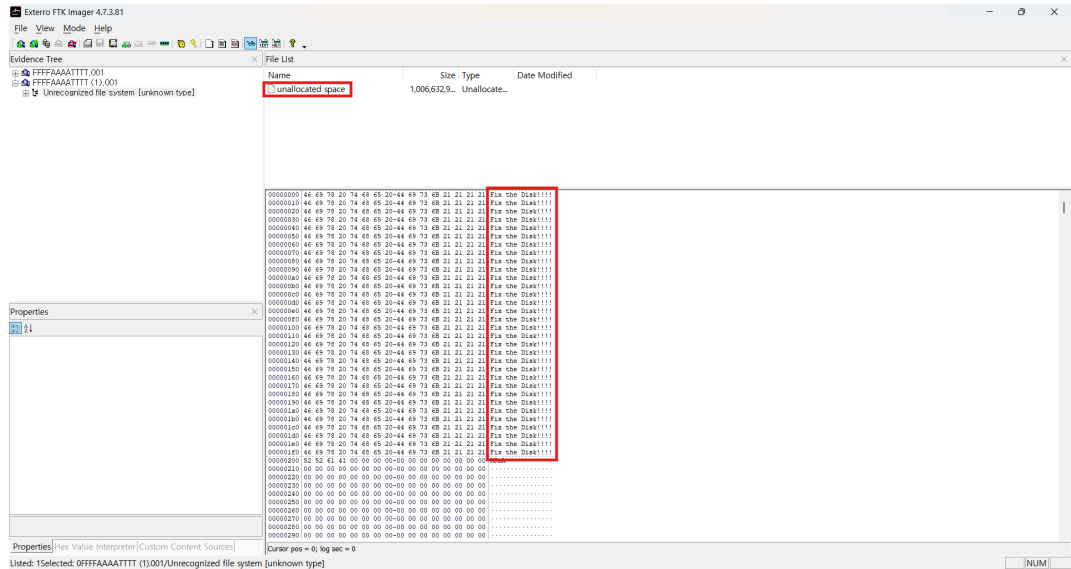 Exterro FTK Imager 4.7.3.81
File View Mode Help
Evidence Tree
FFFFAAAATTTT.001
FFFFAAAATTTT (1).001
Unrecognized file system [unknown type]
File List
Name Size Type Date Modified
unallocated space 1,006,632,9... Unallocate...
00000000 46 69 78 20 74 68 65 20-44 69 73 6B 21 21 21 21 Fix the Disk!!!!
00000010 46 69 78 20 74 68 65 20-44 69 73 6B 21 21 21 21 Fix the Disk!!!!
00000020 46 69 78 20 74 68 65 20-44 69 73 6B 21 21 21 21 Fix the Disk!!!!
00000030 46 69 78 20 74 68 65 20-44 69 73 6B 21 21 21 21 Fix the Disk!!!!
00000040 46 69 78 20 74 68 65 20-44 69 73 6B 21 21 21 21 Fix the Disk!!!!
00000050 46 69 78 20 74 68 65 20-44 69 73 6B 21 21 21 21 Fix the Disk!!!!
00000060 46 69 78 20 74 68 65 20-44 69 73 6B 21 21 21 21 Fix the Disk!!!!
00000070 46 69 78 20 74 68 65 20-44 69 73 6B 21 21 21 21 Fix the Disk!!!!
00000080 46 69 78 20 74 68 65 20-44 69 73 6B 21 21 21 21 Fix the Disk!!!!
00000090 46 69 78 20 74 68 65 20-44 69 73 6B 21 21 21 21 Fix the Disk!!!!
000000a0 46 69 78 20 74 68 65 20-44 69 73 6B 21 21 21 21 Fix the Disk!!!!
000000b0 46 69 78 20 74 68 65 20-44 69 73 6B 21 21 21 21 Fix the Disk!!!!
000000c0 46 69 78 20 74 68 65 20-44 69 73 6B 21 21 21 21 Fix the Disk!!!!
000000d0 46 69 78 20 74 68 65 20-44 69 73 6B 21 21 21 21 Fix the Disk!!!!
000000e0 46 69 78 20 74 68 65 20-44 69 73 6B 21 21 21 21 Fix the Disk!!!!
000000f0 46 69 78 20 74 68 65 20-44 69 73 6B 21 21 21 21 Fix the Disk!!!!
00000100 46 69 78 20 74 68 65 20-44 69 73 6B 21 21 21 21 Fix the Disk!!!!
00000110 46 69 78 20 74 68 65 20-44 69 73 6B 21 21 21 21 Fix the Disk!!!!
00000120 46 69 78 20 74 68 65 20-44 69 73 6B 21 21 21 21 Fix the Disk!!!!
00000130 46 69 78 20 74 68 65 20-44 69 73 6B 21 21 21 21 Fix the Disk!!!!
00000140 46 69 78 20 74 68 65 20-44 69 73 6B 21 21 21 21 Fix the Disk!!!!
00000150 46 69 78 20 74 68 65 20-44 69 73 6B 21 21 21 21 Fix the Disk!!!!
00000160 46 69 78 20 74 68 65 20-44 69 73 6B 21 21 21 21 Fix the Disk!!!!
00000170 46 69 78 20 74 68 65 20-44 69 73 6B 21 21 21 21 Fix the Disk!!!!
00000180 46 69 78 20 74 68 65 20-44 69 73 6B 21 21 21 21 Fix the Disk!!!!
00000190 46 69 78 20 74 68 65 20-44 69 73 6B 21 21 21 21 Fix the Disk!!!!
000001a0 46 69 78 20 74 68 65 20-44 69 73 6B 21 21 21 21 Fix the Disk!!!!
000001b0 46 69 78 20 74 68 65 20-44 69 73 6B 21 21 21 21 Fix the Disk!!!!
000001c0 46 69 78 20 74 68 65 20-44 69 73 6B 21 21 21 21 Fix the Disk!!!!
000001d0 46 69 78 20 74 68 65 20-44 69 73 6B 21 21 21 21 Fix the Disk!!!!
000001e0 46 69 78 20 74 68 65 20-44 69 73 6B 21 21 21 21 Fix the Disk!!!!
000001f0 46 69 78 20 74 68 65 20-44 69 73 6B 21 21 21 21 Fix the Disk!!!!
00000200 52 52 61 41 00 00 00 00-00 00 00 00 00 00 00 00 RRaA············
00000210 00 00 00 00 00 00 00 00-00 00 00 00 00 00 00 00 ················
00000220 00 00 00 00 00 00 00 00-00 00 00 00 00 00 00 00 ················
00000230 00 00 00 00 00 00 00 00-00 00 00 00 00 00 00 00 ················
00000240 00 00 00 00 00 00 00 00-00 00 00 00 00 00 00 00 ················
00000250 00 00 00 00 00 00 00 00-00 00 00 00 00 00 00 00 ················
00000260 00 00 00 00 00 00 00 00-00 00 00 00 00 00 00 00 ················
00000270 00 00 00 00 00 00 00 00-00 00 00 00 00 00 00 00 ················
00000280 00 00 00 00 00 00 00 00-00 00 00 00 00 00 00 00 ················
00000290 00 00 00 00 00 00 00 00-00 00 00 00 00 00 00 00 ················
Properties
Properties Hex Value Interpreter Custom Content Sources
Cursor pos = 0; log sec = 0
Listed: 1 Selected: 0 FFFFAAAATTTT (1).001/Unrecognized file system [unknown type]
NUM